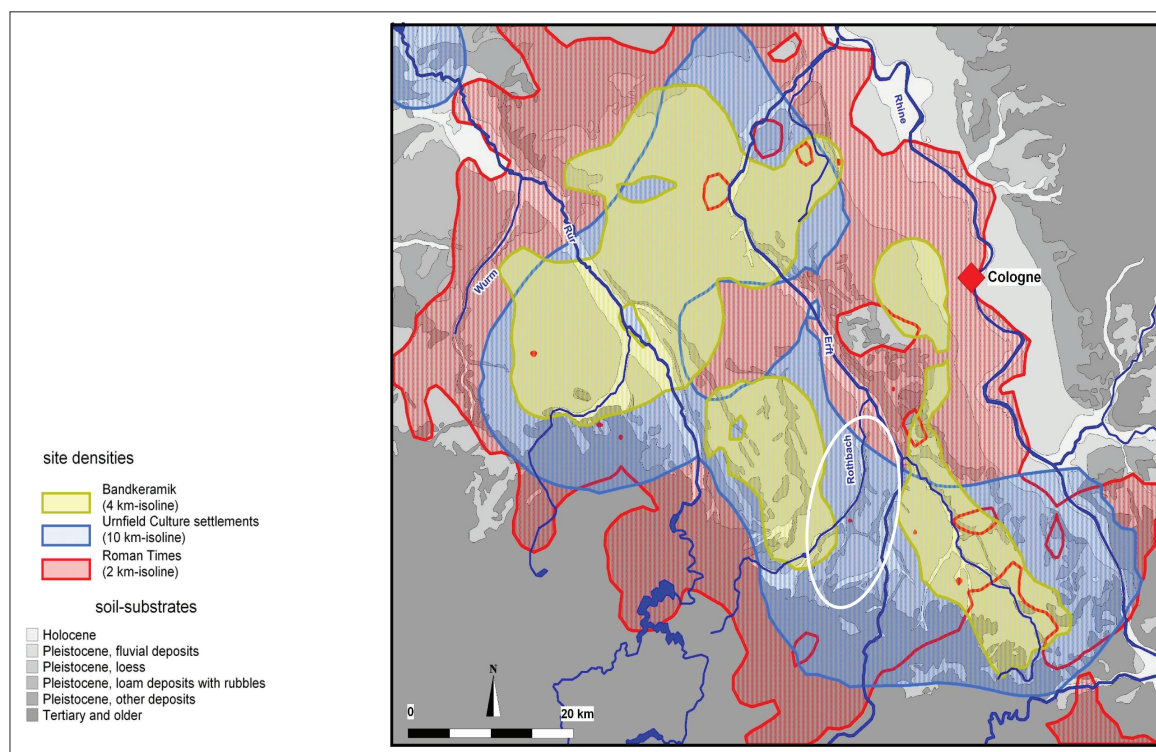 site densities
Bandkeramik
(4 km-isoline)
Urnfield Culture settlements
(10 km-isoline)
Roman Times
(2 km-isoline)
soil-substrates
Holocene
Pleistocene, fluvial deposits
Pleistocene, loess
Pleistocene, loam deposits with rubbles
Pleistocene, other deposits
Tertiary and older
Rhine
Rur
Wurm
Cologne
Erft
Rothbach
N
0
20 km